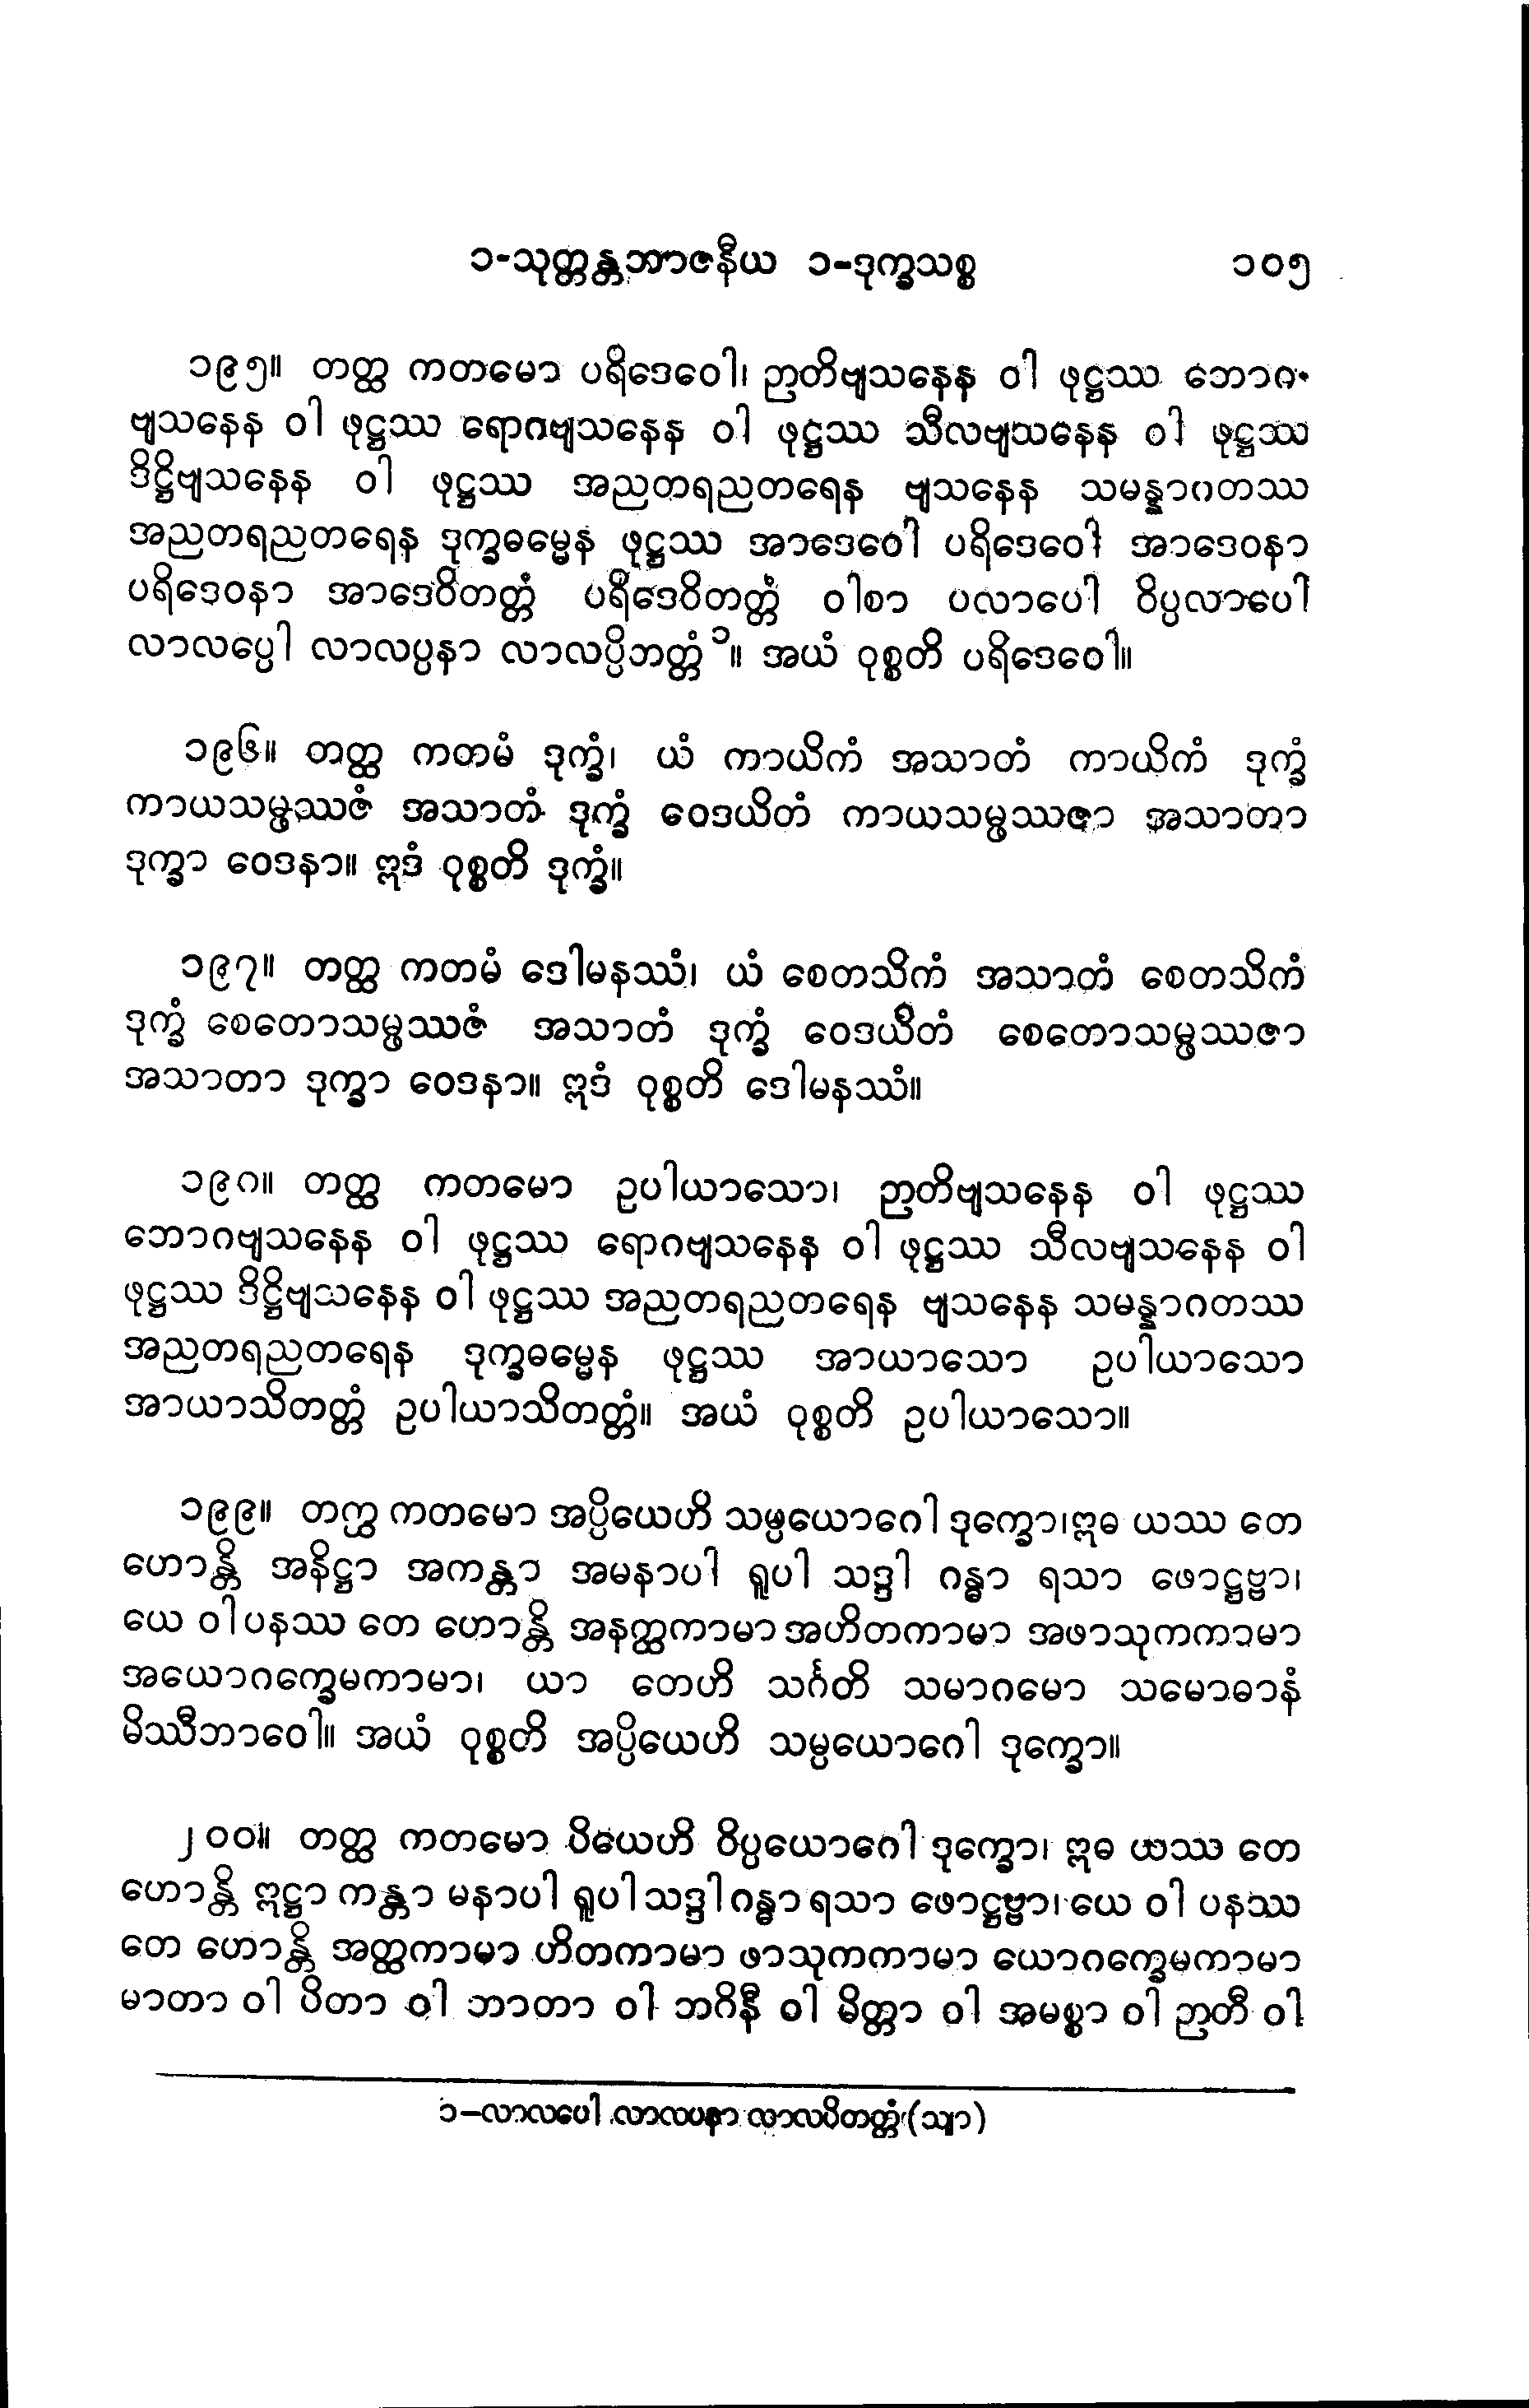 ၁-သုတ္တန္တဘာဇနီယ ၁-ဒုက္ခသစ္စ ၁၀၅
၁၉၅။ တတ္ထ ကတမော ပရိဒေဝေါ၊ ဉာတိဗျသနေန ဝါ ဖုဋ္ဌဿ ဘောဂ-
ဗျသနေန ဝါ ဖုဋ္ဌဿ ရောဂဗျသနေန ဝါ ဖုဋ္ဌဿ သီလဗျသနေန ဝါ ဖုဋ္ဌဿ
ဒိဋ္ဌိဗျသနေန ဝါ ဖုဋ္ဌဿ အညတရညတရေန ဗျသနေန သမန္နာဂတဿ
အညတရညတရေန ဒုက္ခဓမ္မေန ဖုဋ္ဌဿ အာဒေဝေါ ပရိဒေဝေါ အာဒေဝနာ
ပရိဒေဝနာ အာဒေဝိတတ္တံ ပရိဒေဝိတတ္တံ ဝါစာ ပလာပေါ ဝိပ္ပလာပေါ
လာလပ္ပေါ လာလပ္ပနာ လာလပ္ပိတတ္တံ၁။ အယံ ဝုစ္စတိ ပရိဒေဝေါ။
၁၉၆။ တတ္ထ ကတမံ ဒုက္ခံ၊ ယံ ကာယိကံ အသာတံ ကာယိကံ ဒုက္ခံ
ကာယသမ္ဖဿဇံ အသာတံ ဒုက္ခံ ဝေဒယိတံ ကာယသမ္ဖဿဇာ အသာတာ
ဒုက္ခာ ဝေဒနာ။ ဣဒံ ဝုစ္စတိ ဒုက္ခံ။
၁၉၇။ တတ္ထ ကတမံ ဒေါမနဿံ၊ ယံ စေတသိကံ အသာတံ စေတသိကံ
ဒုက္ခံ စေတောသမ္ဖဿဇံ အသာတံ ဒုက္ခံ ဝေဒယိတံ စေတောသမ္ဖဿဇာ
အသာတာ ဒုက္ခာ ဝေဒနာ။ ဣဒံ ဝုစ္စတိ ဒေါမနဿံ။
၁၉၈။ တတ္ထ ကတမော ဥပါယာသော၊ ဉာတိဗျသနေန ဝါ ဖုဋ္ဌဿ
ဘောဂဗျသနေန ဝါ ဖုဋ္ဌဿ ရောဂဗျသနေန ဝါ ဖုဋ္ဌဿ သီလဗျသနေန ဝါ
ဖုဋ္ဌဿ ဒိဋ္ဌိဗျသနေန ဝါ ဖုဋ္ဌဿ အညတရညတရေန ဗျသနေန သမန္နာဂတဿ
အညတရညတရေန ဒုက္ခဓမ္မေန ဖုဋ္ဌဿ အာယာသော ဥပါယာသော
အာယာသိတတ္တံ ဥပါယာသိတတ္တံ။ အယံ ဝုစ္စတိ ဥပါယာသော။
၁၉၉။ တတ္ထ ကတမော အပ္ပိယေဟိ သမ္ပယောဂေါ ဒုက္ခော၊ဣဓ ယဿ တေ
ဟောန္တိ အနိဋ္ဌာ အကန္တာ အမနာပါ ရူပါ သဒ္ဒါ ဂန္ဓာ ရသာ ဖောဋ္ဌဗ္ဗာ၊
ယေ ဝါ ပနဿ တေ ဟောန္တိ အနတ္ထကာမာ အဟိတကာမာ အဖာသုကကာမာ
အယောဂက္ခေမကာမာ၊ ယာ တေဟိ သင်္ဂတိ သမာဂမော သမောဓာနံ
မိဿီဘာဝေါ။ အယံ ဝုစ္စတိ အပ္ပိယေဟိ သမ္ပယောဂေါ ဒုက္ခော။
၂၀၀။ တတ္ထ ကတမော ပိယေဟိ ဝိပ္ပယောဂေါ ဒုက္ခော၊ ဣဓ ယဿ တေ
ဟောန္တိ ဣဋ္ဌာ ကန္တာ မနာပါ ရူပါ သဒ္ဒါ ဂန္ဓာ ရသာ ဖောဋ္ဌဗ္ဗာ၊ ယေ ဝါ ပနဿ
တေ ဟောန္တိ အတ္ထကာမာ ဟိတကာမာ ဖာသုကကာမာ ယောဂက္ခေမကာမာ
မာတာ ဝါ ပိတာ ဝါ ဘာတာ ဝါ ဘဂိနီ ဝါ မိတ္တာ ဝါ အမစ္စာ ဝါ ဉာတီ ဝါ
၁-လာလပေါ လာလပနာ လာလပိတတ္တံ (သျာ)